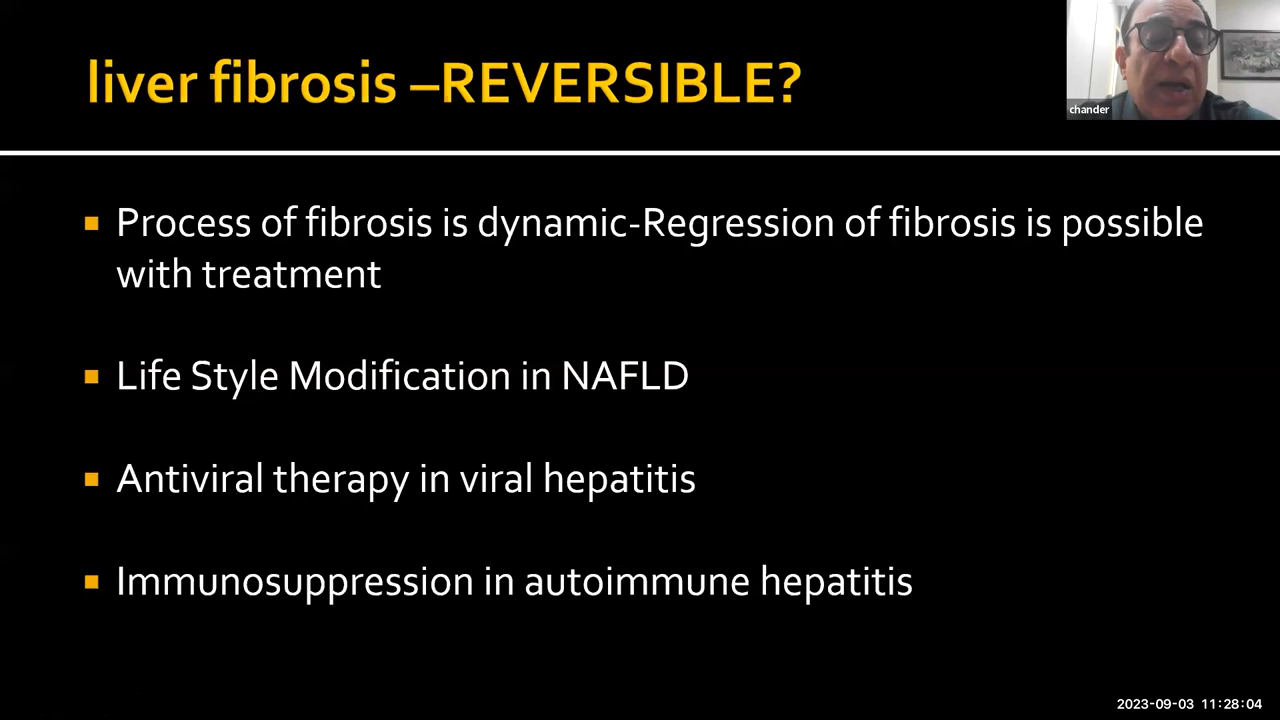 liver fibrosis –REVERSIBLE?
chander
▪ Process of fibrosis is dynamic-Regression of fibrosis is possible
with treatment
▪ Life Style Modification in NAFLD
▪ Antiviral therapy in viral hepatitis
▪ Immunosuppression in autoimmune hepatitis
2023-09-03 11:28:04